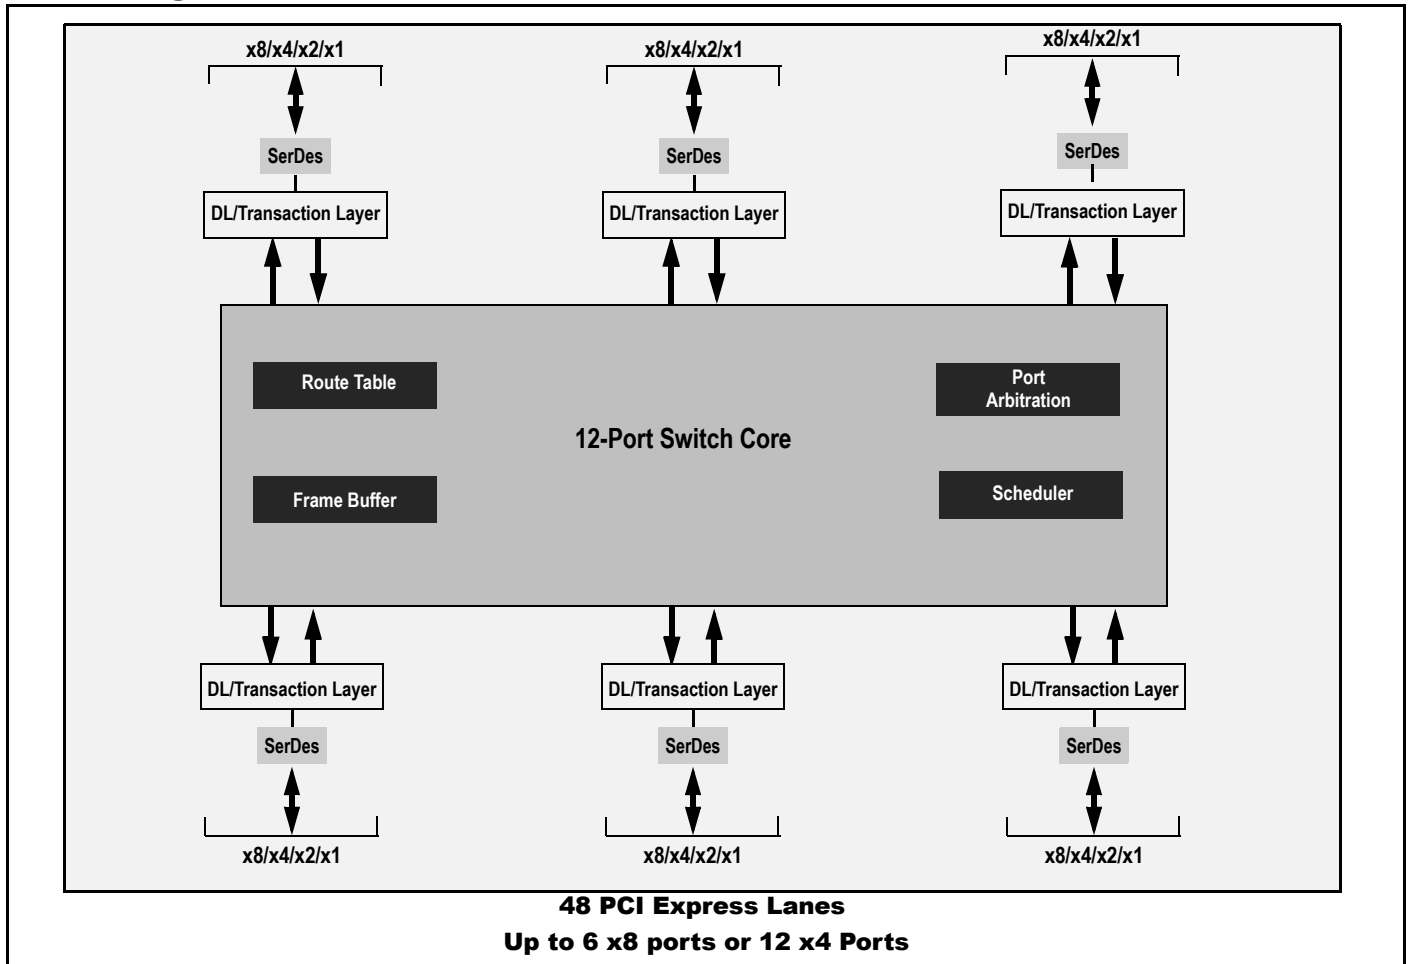 x8/x4/x2/x1
x8/x4/x2/x1
x8/x4/x2/x1
SerDes
SerDes
SerDes
DL/Transaction Layer
DL/Transaction Layer
DL/Transaction Layer
Route Table
Port
Arbitration
12-Port Switch Core
Frame Buffer
Scheduler
DL/Transaction Layer
DL/Transaction Layer
DL/Transaction Layer
SerDes
SerDes
SerDes
x8/x4/x2/x1
x8/x4/x2/x1
x8/x4/x2/x1
48 PCI Express Lanes
Up to 6 x8 ports or 12 x4 Ports